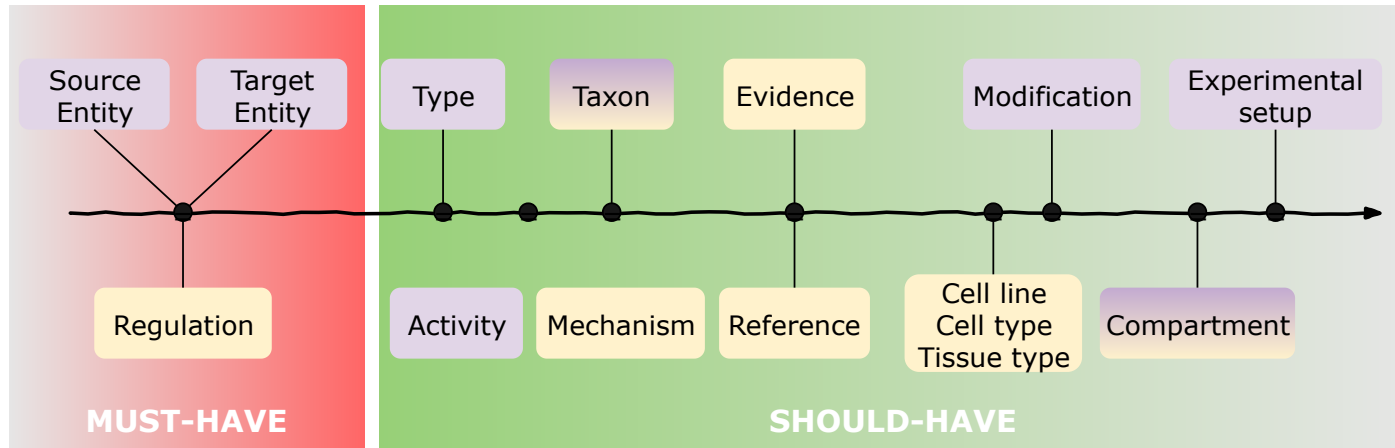 Source
Entity
Target
Entity
Type
Taxon
Evidence
Modification
Experimental
setup
Regulation
Activity
Mechanism
Reference
Cell line
Cell type
Tissue type
Compartment
MUST-HAVE
SHOULD-HAVE